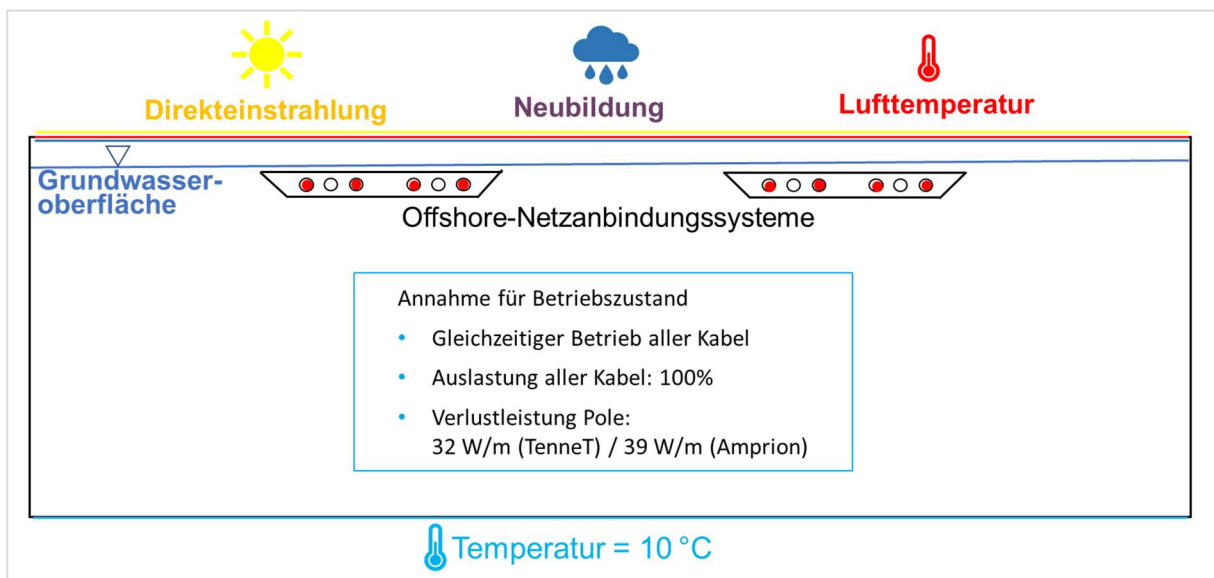 Direkteinstrahlung
Neubildung
Lufttemperatur
Grundwasser-
oberfläche
Offshore-Netzanbindungssysteme
Annahme für Betriebszustand
• Gleichzeitiger Betrieb aller Kabel
• Auslastung aller Kabel: 100%
• Verlustleistung Pole:
32 W/m (TenneT) / 39 W/m (Amprion)
Temperatur = 10 °C